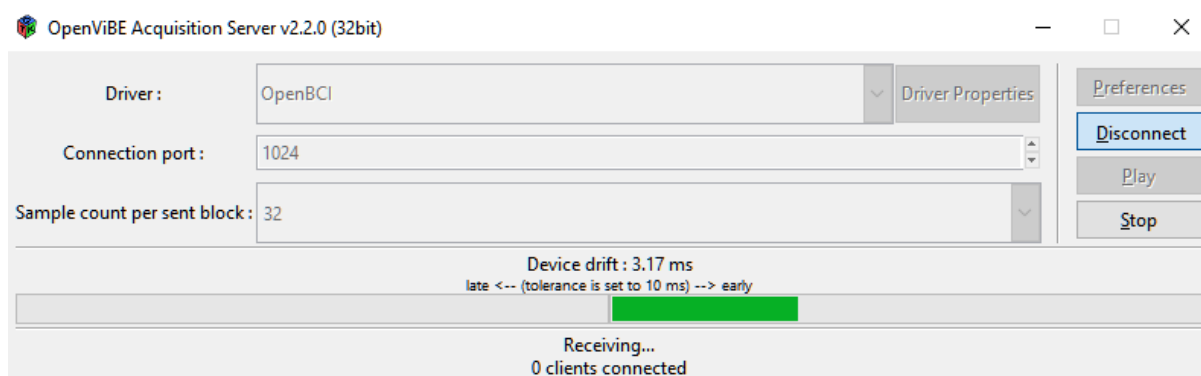 OpenViBE Acquisition Server v2.2.0 (32bit)
Driver :
OpenBCI
Driver Properties
Preferences
Connection port :
1024
Disconnect
Play
Sample count per sent block :
32
Stop
Device drift : 3.17 ms
late <-- (tolerance is set to 10 ms) --> early
Receiving...
0 clients connected